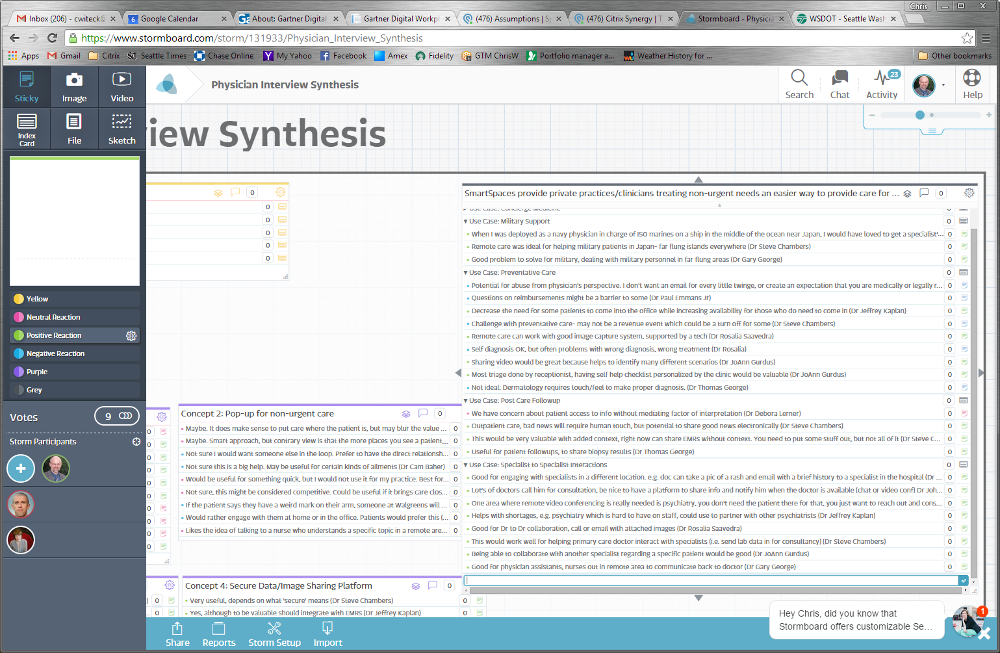 Chris
Inbox (206) - cwiteck@
Google Calendar
About: Gartner Digital
Gartner Digital Workpl
(476) Assumptions | Sp
(476) Citrix Synergy | T
Stormboard - Physicia
WSDOT - Seattle Wash
https://www.stormboard.com/storm/131933/Physician_Interview_Synthesis
Apps
Gmail
Citrix
Seattle Times
Chase Online
My Yahoo
Facebook
Amex
Fidelity
GTM ChrisW
Portfolio manager a...
Weather History for ...
Other bookmarks
Sticky
Image
Video
Index Card
File
Sketch
Physician Interview Synthesis
Search
Chat
23
Activity
Help
view Synthesis
Yellow
Neutral Reaction
Positive Reaction
Negative Reaction
Purple
Grey
Votes
9
Storm Participants
0
0
0
0
0
0
SmartSpaces provide private practices/clinicians treating non-urgent needs an easier way to provide care for ... 0
Use Case: Concierge Medicine 0
Use Case: Military Support 0
When I was deployed as a navy physician in charge of 150 marines on a ship in the middle of the ocean near Japan, I would have loved to get a specialist'... 0
Remote care was ideal for helping military patients in Japan- far flung islands everywhere (Dr Steve Chambers) 0
Good problem to solve for military, dealing with military personnel in far flung areas (Dr Gary George) 0
Use Case: Preventative Care 0
Potential for abuse from physician's perspective. I don't want an email for every little twinge, or create an expectation that you are medically or legally r... 0
Questions on reimbursements might be a barrier to some (Dr Paul Emmans Jr) 0
Decrease the need for some patients to come into the office while increasing availability for those who do need to come in (Dr Jeffrey Kaplan) 0
Challenge with preventative care- may not be a revenue event which could be a turn off for some (Dr Steve Chambers) 0
Remote care can work with good image capture system, supported by a tech (Dr Rosalia Saavedra) 0
Self diagnosis OK, but often problems with wrong diagnosis, wrong treatment (Dr Rosalia) 0
Sharing video would be great because helps to identify many different scenarios (Dr JoAnn Gurdus) 0
Most triage done by receptionist, having self help checklist personalized by the clinic would be valuable (Dr JoAnn Gurdus) 0
Not ideal: Dermatology requires touch/feel to make proper diagnosis. (Dr Thomas George) 0
Use Case: Post Care Followup 0
We have concern about patient access to info without mediating factor of interpretation (Dr Debora Lerner) 0
Outpatient care, bad news will require human touch, but potential to share good news electronically (Dr Steve Chambers) 0
This would be very valuable with added context, right now can share EMRs without context. You need to put some stuff out, but not all of it (Dr Steve C... 0
Useful for patient followups, to share biopsy results (Dr Thomas George) 0
Use Case: Specialist to Specialist Interactions 0
Good for engaging with specialists in a different location. e.g. doc can take a pic of a rash and email with a brief history to a specialist in the hospital (Dr ... 0
Lot's of doctors call him for consultation, be nice to have a platform to share info and notify him when the doctor is available (chat or video conf) Dr Joh... 0
One area where remote video conferencing is really needed is psychiatry, you don't need the patient there for that, you just want to reach out and cons... 0
Helps with shortages, e.g. psychiatry which is hard to have on staff, could use to partner with other psychiatrists (Dr Jeffrey Kaplan) 0
Good for Dr to Dr collaboration, call or email with attached images (Dr Rosalia Saavedra) 0
This would work well for helping primary care doctor interact with specialists (i.e. send lab data in for consultancy) (Dr Steve Chambers) 0
Being able to collaborate with another specialist regarding a specific patient would be good (Dr JoAnn Gurdus) 0
Good for physician assistants, nurses out in remote area to communicate back to doctor (Dr Gary George) 0
0
0
0
0
0
0
0
0
0
0
Concept 2: Pop-up for non-urgent care 0
Maybe. It does make sense to put care where the patient is, but may blur the value ... 0
Maybe. Smart approach, but contrary view is that the more places you see a patient... 0
Not sure I would want someone else in the loop. Prefer to have the direct relationsh... 0
Not sure this is a big help. May be useful for certain kinds of ailments (Dr Cam Baher) 0
Would be useful for something quick, but I would not use it for my practice. Best for... 0
Not sure, this might be considered competitive. Could be useful if it brings care clos... 0
If the patient says they have a weird mark on their arm, someone at Walgreens will ... 0
Would rather engage with them at home or in the office. Patients would prefer this (... 0
Likes the idea of talking to a nurse who understands a specific topic in a remote are... 0
) 0
... 0
Concept 4: Secure Data/Image Sharing Platform 0
Very useful, depends on what 'secure' means (Dr Steve Chambers) 0
Yes, although to be valuable should integrate with EMRs (Dr Jeffrey Kaplan) 0
Share
Reports
Storm Setup
Import
Hey Chris, did you know that
Stormboard offers customizable Se...
1